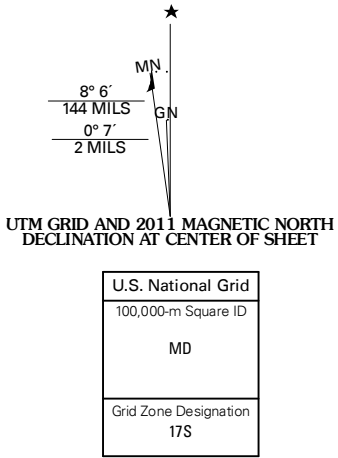 ★
MN
8° 6´
144 MILS
GN
0° 7´
2 MILS
UTM GRID AND 2011 MAGNETIC NORTH
DECLINATION AT CENTER OF SHEET
U.S. National Grid
100,000-m Square ID
MD
Grid Zone Designation
17S